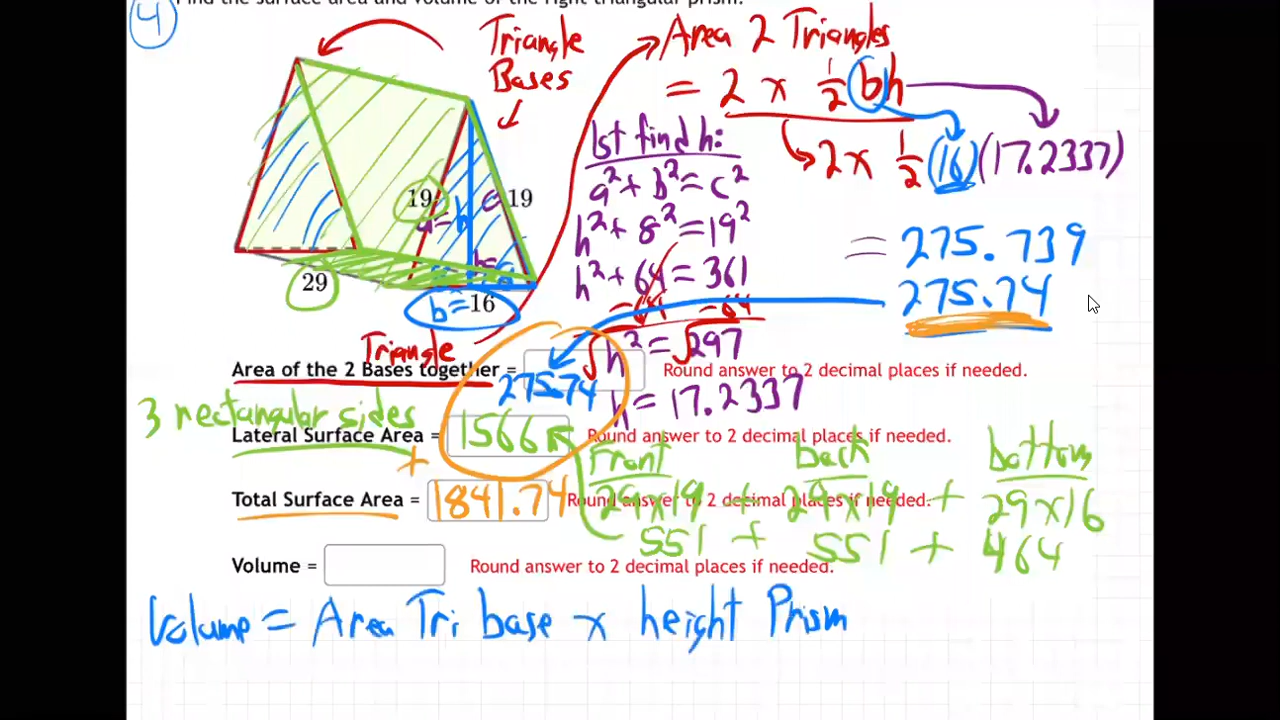 4 Find the surface area and volume of the right triangular prism.
Triangle Bases
Area 2 Triangles
= 2 x 1/2 bh
2 x 1/2 (16)(17.2337)
= 275.739
275.74
1st find h:
a² + b² = c²
h² + 8² = 19²
h² + 64 = 361
- 64 - 64
√h² = √297
h = 17.2337
19
a = h
c
19
b = 8
29
b = 16
Triangle
Area of the 2 Bases together = 275.74 Round answer to 2 decimal places if needed.
3 rectangular sides
Lateral Surface Area = 1566 Round answer to 2 decimal places if needed.
+
Front back bottom
29x19 + 29x19 + 29x16
551 + 551 + 464
Total Surface Area = 1841.74 Round answer to 2 decimal places if needed.
Volume = Round answer to 2 decimal places if needed.
Volume = Area Tri base x height Prism